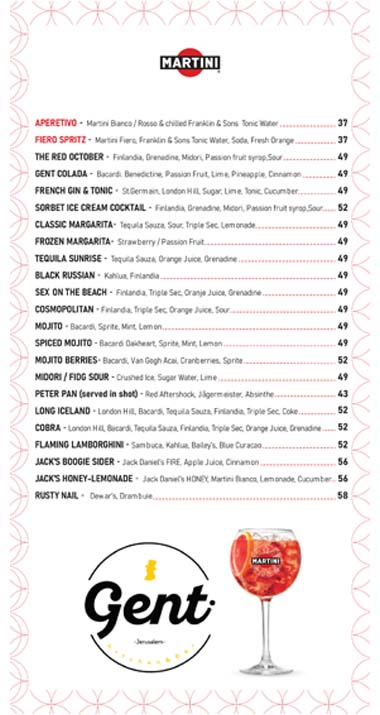 MARTINI
APERETIVO - Martini Bianco / Rosso & chilled Franklin & Sons Tonic Water 37
FIERO SPRITZ - Martini Fiero, Franklin & Sons Tonic Water, Soda, Fresh Orange 37
THE RED OCTOBER - Finlandia, Grenadine, Midori, Passion fruit syrop,Sour 49
GENT COLADA - Bacardi, Benedictine, Passion Fruit, Lime, Pineapple, Cinnamon 49
FRENCH GIN & TONIC - St.Germain, London Hill, Sugar, Lime, Tonic, Cucumber 49
SORBET ICE CREAM COCKTAIL - Finlandia, Grenadine, Midori, Passion fruit syrop,Sour 52
CLASSIC MARGARITA- Tequila Sauza, Sour, Triple Sec, Lemonade 49
FROZEN MARGARITA- Strawberry / Passion Fruit 49
TEQUILA SUNRISE - Tequila Sauza, Orange Juice, Grenadine 49
BLACK RUSSIAN - Kahlua, Finlandia 49
SEX ON THE BEACH - Finlandia, Triple Sec, Oranje Juice, Grenadine 49
COSMOPOLITAN - Finlandia, Triple Sec, Orange Juice, Sour 49
MOJITO - Bacardi, Sprite, Mint, Lemon 49
SPICED MOJITO - Bacardi Oakheart, Sprite, Mint, Lemon 49
MOJITO BERRIES- Bacardi, Van Gogh Acai, Cranberries, Sprite 52
MIDORI / FIDG SOUR - Crushed Ice, Sugar Water, Lime 49
PETER PAN (served in shot) - Red Aftershock, Jägermeister, Absinthe 43
LONG ICELAND - London Hill, Bacardi, Tequila Sauza, Finlandia, Triple Sec, Coke 52
COBRA - London Hill, Bacardi, Tequila Sauza, Finlandia, Triple Sec, Orange Juice, Grenadine 52
FLAMING LAMBORGHINI - Sambuca, Kahlua, Bailey's, Blue Curacao 52
JACK'S BOOGIE SIDER - Jack Daniel's FIRE, Apple Juice, Cinnamon 56
JACK'S HONEY-LEMONADE - Jack Daniel's HONEY, Martini Bianco, Lemonade, Cucumber 56
RUSTY NAIL - Dewar's, Drambuie 58
Gent
-Jerusalem-
KITCHEN&BAR
MARTINI